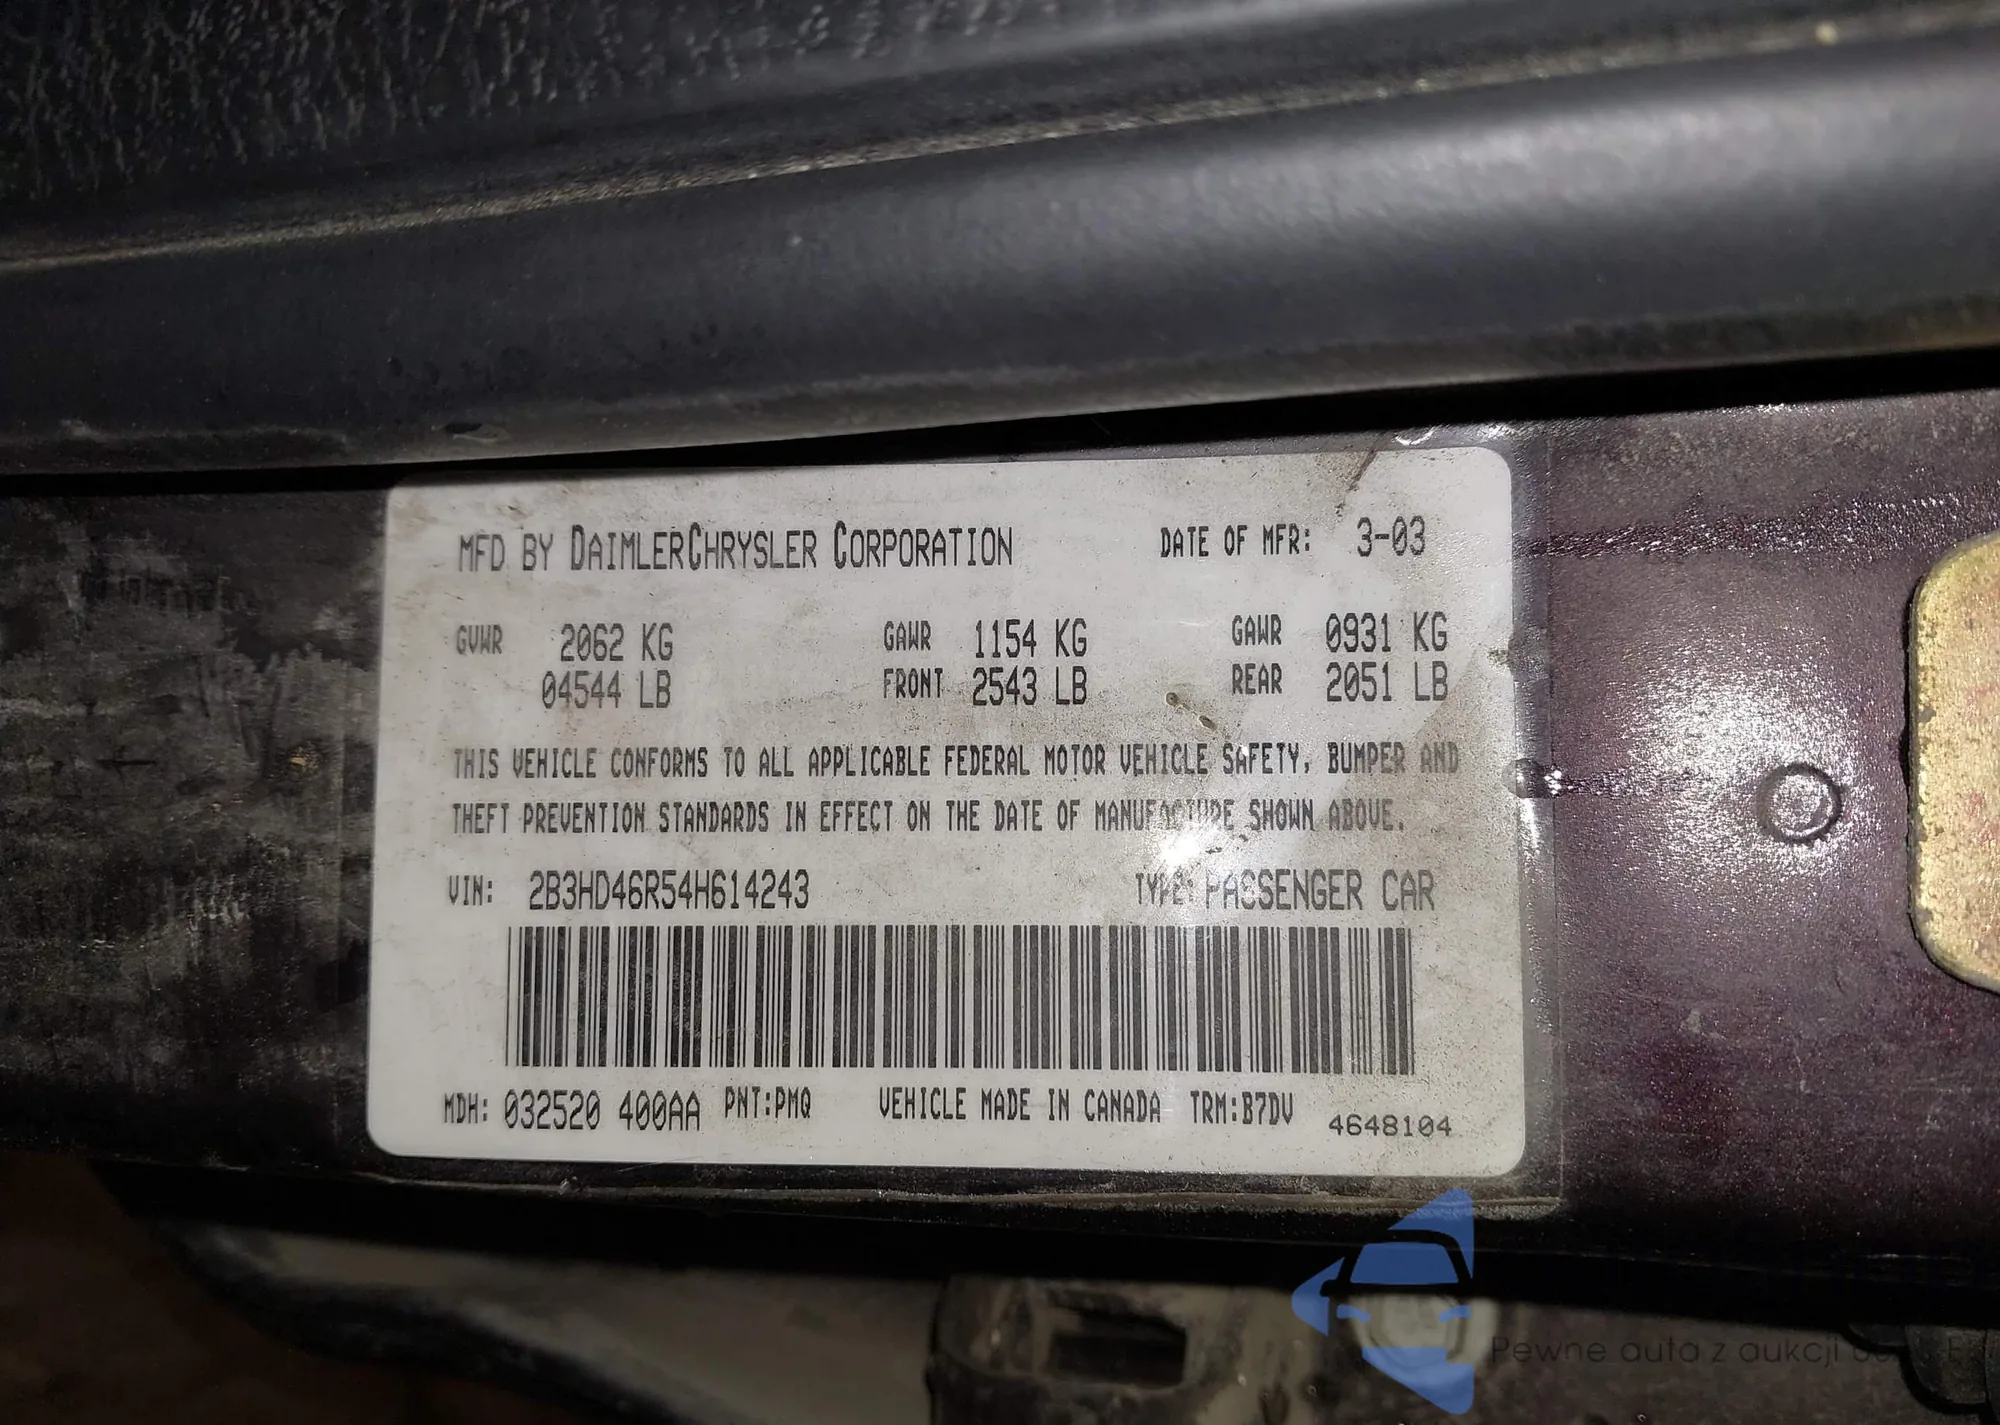 MFD BY DAIMLERCHRYSLER CORPORATION DATE OF MFR: 3-03
GVWR 2062 KG GAWR 1154 KG GAWR 0931 KG
04544 LB FRONT 2543 LB REAR 2051 LB
THIS VEHICLE CONFORMS TO ALL APPLICABLE FEDERAL MOTOR VEHICLE SAFETY, BUMPER AND
THEFT PREVENTION STANDARDS IN EFFECT ON THE DATE OF MANUFACTURE SHOWN ABOVE.
VIN: 2B3HD46R54H614243 TYPE: PASSENGER CAR
MDH: 032520 400AA PNT:PMQ VEHICLE MADE IN CANADA TRM:B7DV 4648104
Pewne auta z aukcji